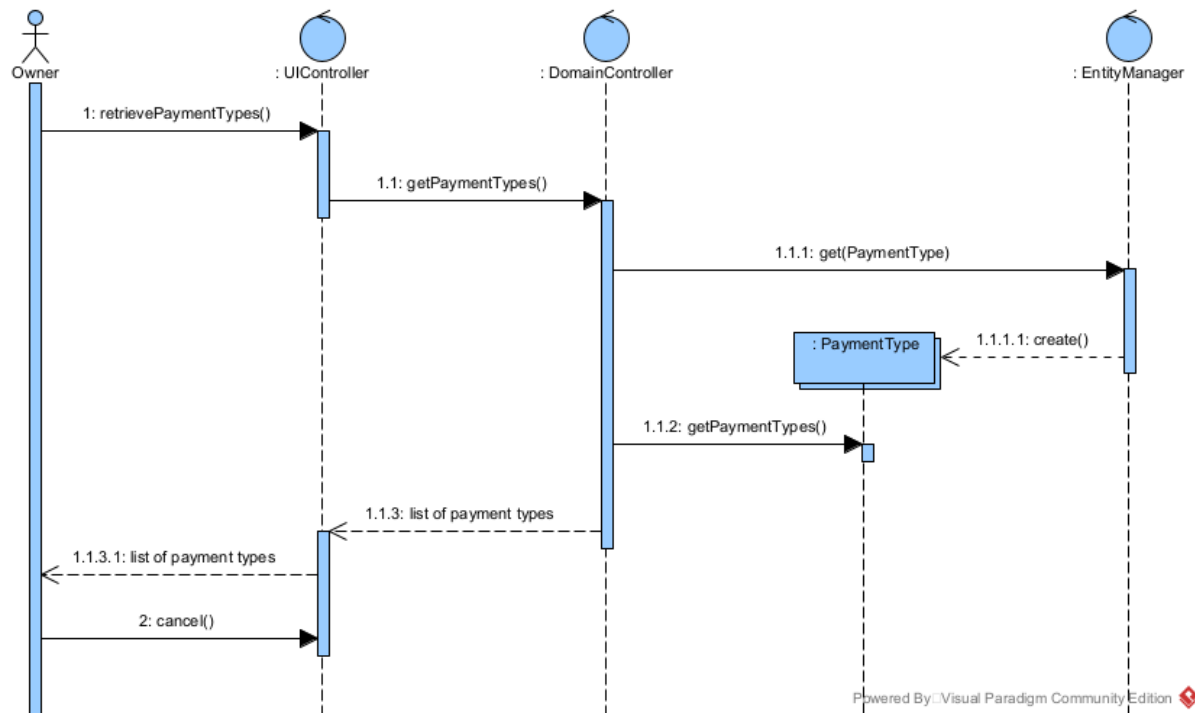 Owner
: UIController
: DomainController
: EntityManager
1: retrievePaymentTypes()
1.1: getPaymentTypes()
1.1.1: get(PaymentType)
: PaymentType
1.1.1.1: create()
1.1.2: getPaymentTypes()
1.1.3: list of payment types
1.1.3.1: list of payment types
2: cancel()
Powered By Visual Paradigm Community Edition